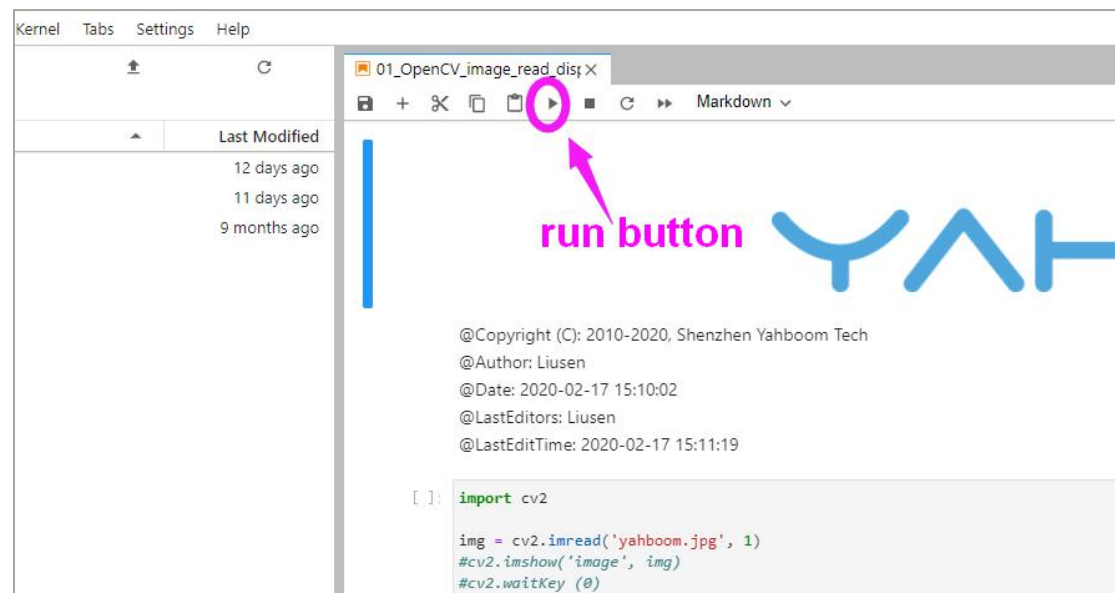 Kernel Tabs Settings Help
01_OpenCV_image_read_disp
Markdown
Last Modified
12 days ago
11 days ago
9 months ago
run button
YAH
@Copyright (C): 2010-2020, Shenzhen Yahboom Tech
@Author: Liusen
@Date: 2020-02-17 15:10:02
@LastEditors: Liusen
@LastEditTime: 2020-02-17 15:11:19
[ ]: import cv2
img = cv2.imread('yahboom.jpg', 1)
#cv2.imshow('image', img)
#cv2.waitKey (0)